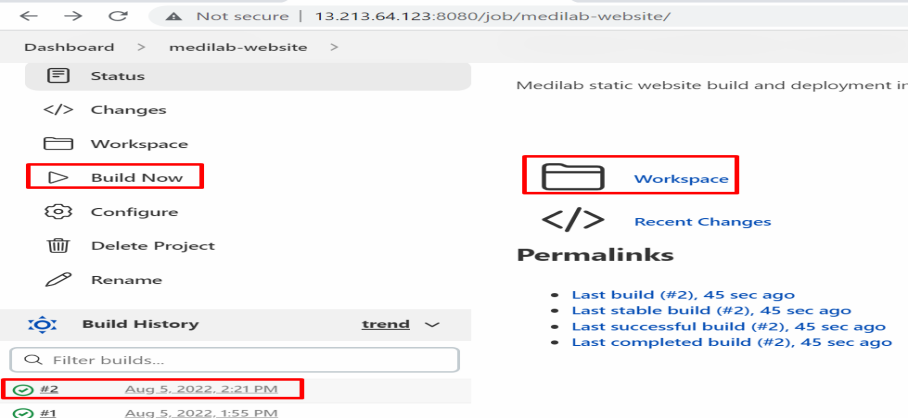 Not secure | 13.213.64.123:8080/job/medilab-website/
Dashboard > medilab-website >
Status
Changes
Workspace
Build Now
Configure
Delete Project
Rename
Build History trend
Filter builds...
#2 Aug 5, 2022, 2:21 PM
#1 Aug 5, 2022, 1:55 PM
Medilab static website build and deployment in
Workspace
Recent Changes
Permalinks
Last build (#2), 45 sec ago
Last stable build (#2), 45 sec ago
Last successful build (#2), 45 sec ago
Last completed build (#2), 45 sec ago